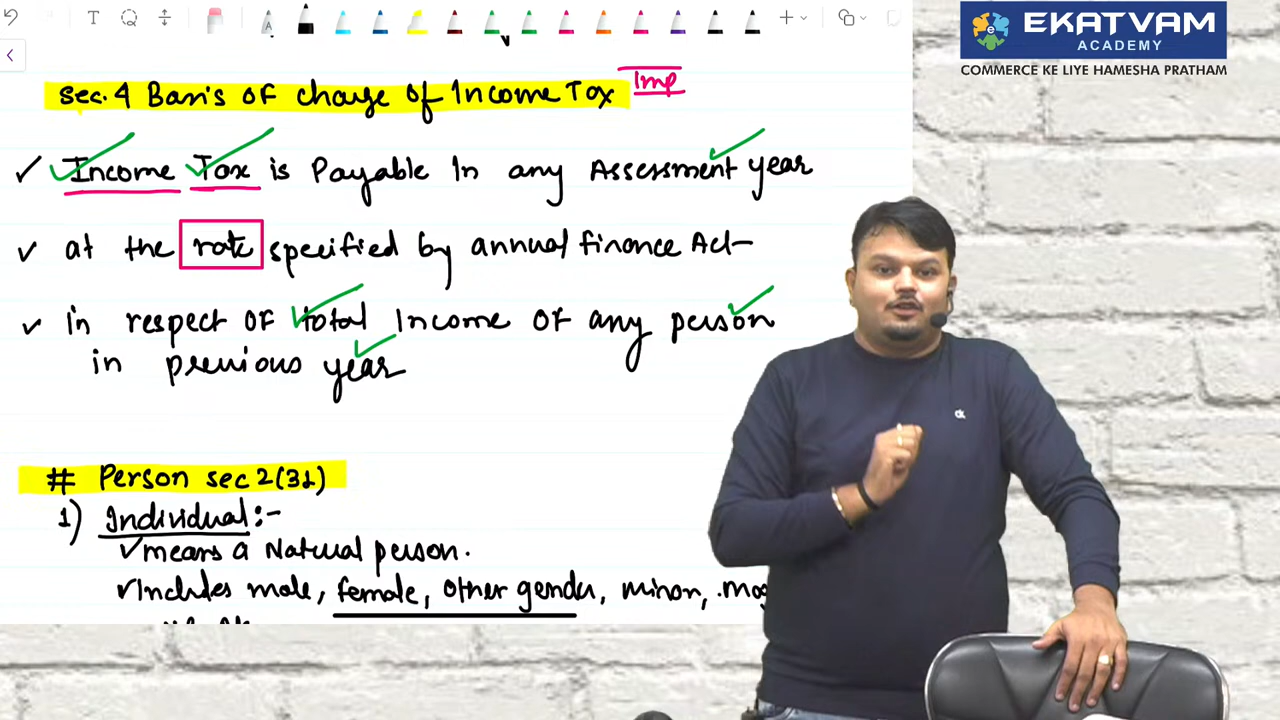 EKATVAM
ACADEMY
COMMERCE KE LIYE HAMESHA PRATHAM
Sec.4 Basis of charge of Income Tax Imp
Income Tax is Payable In any Assessment year
at the rate specified by annual finance Act
in respect of total Income of any person
in previous year
# Person sec 2(31)
1) Individual:-
means a Natural person.
Includes male, female, other gender, minor,